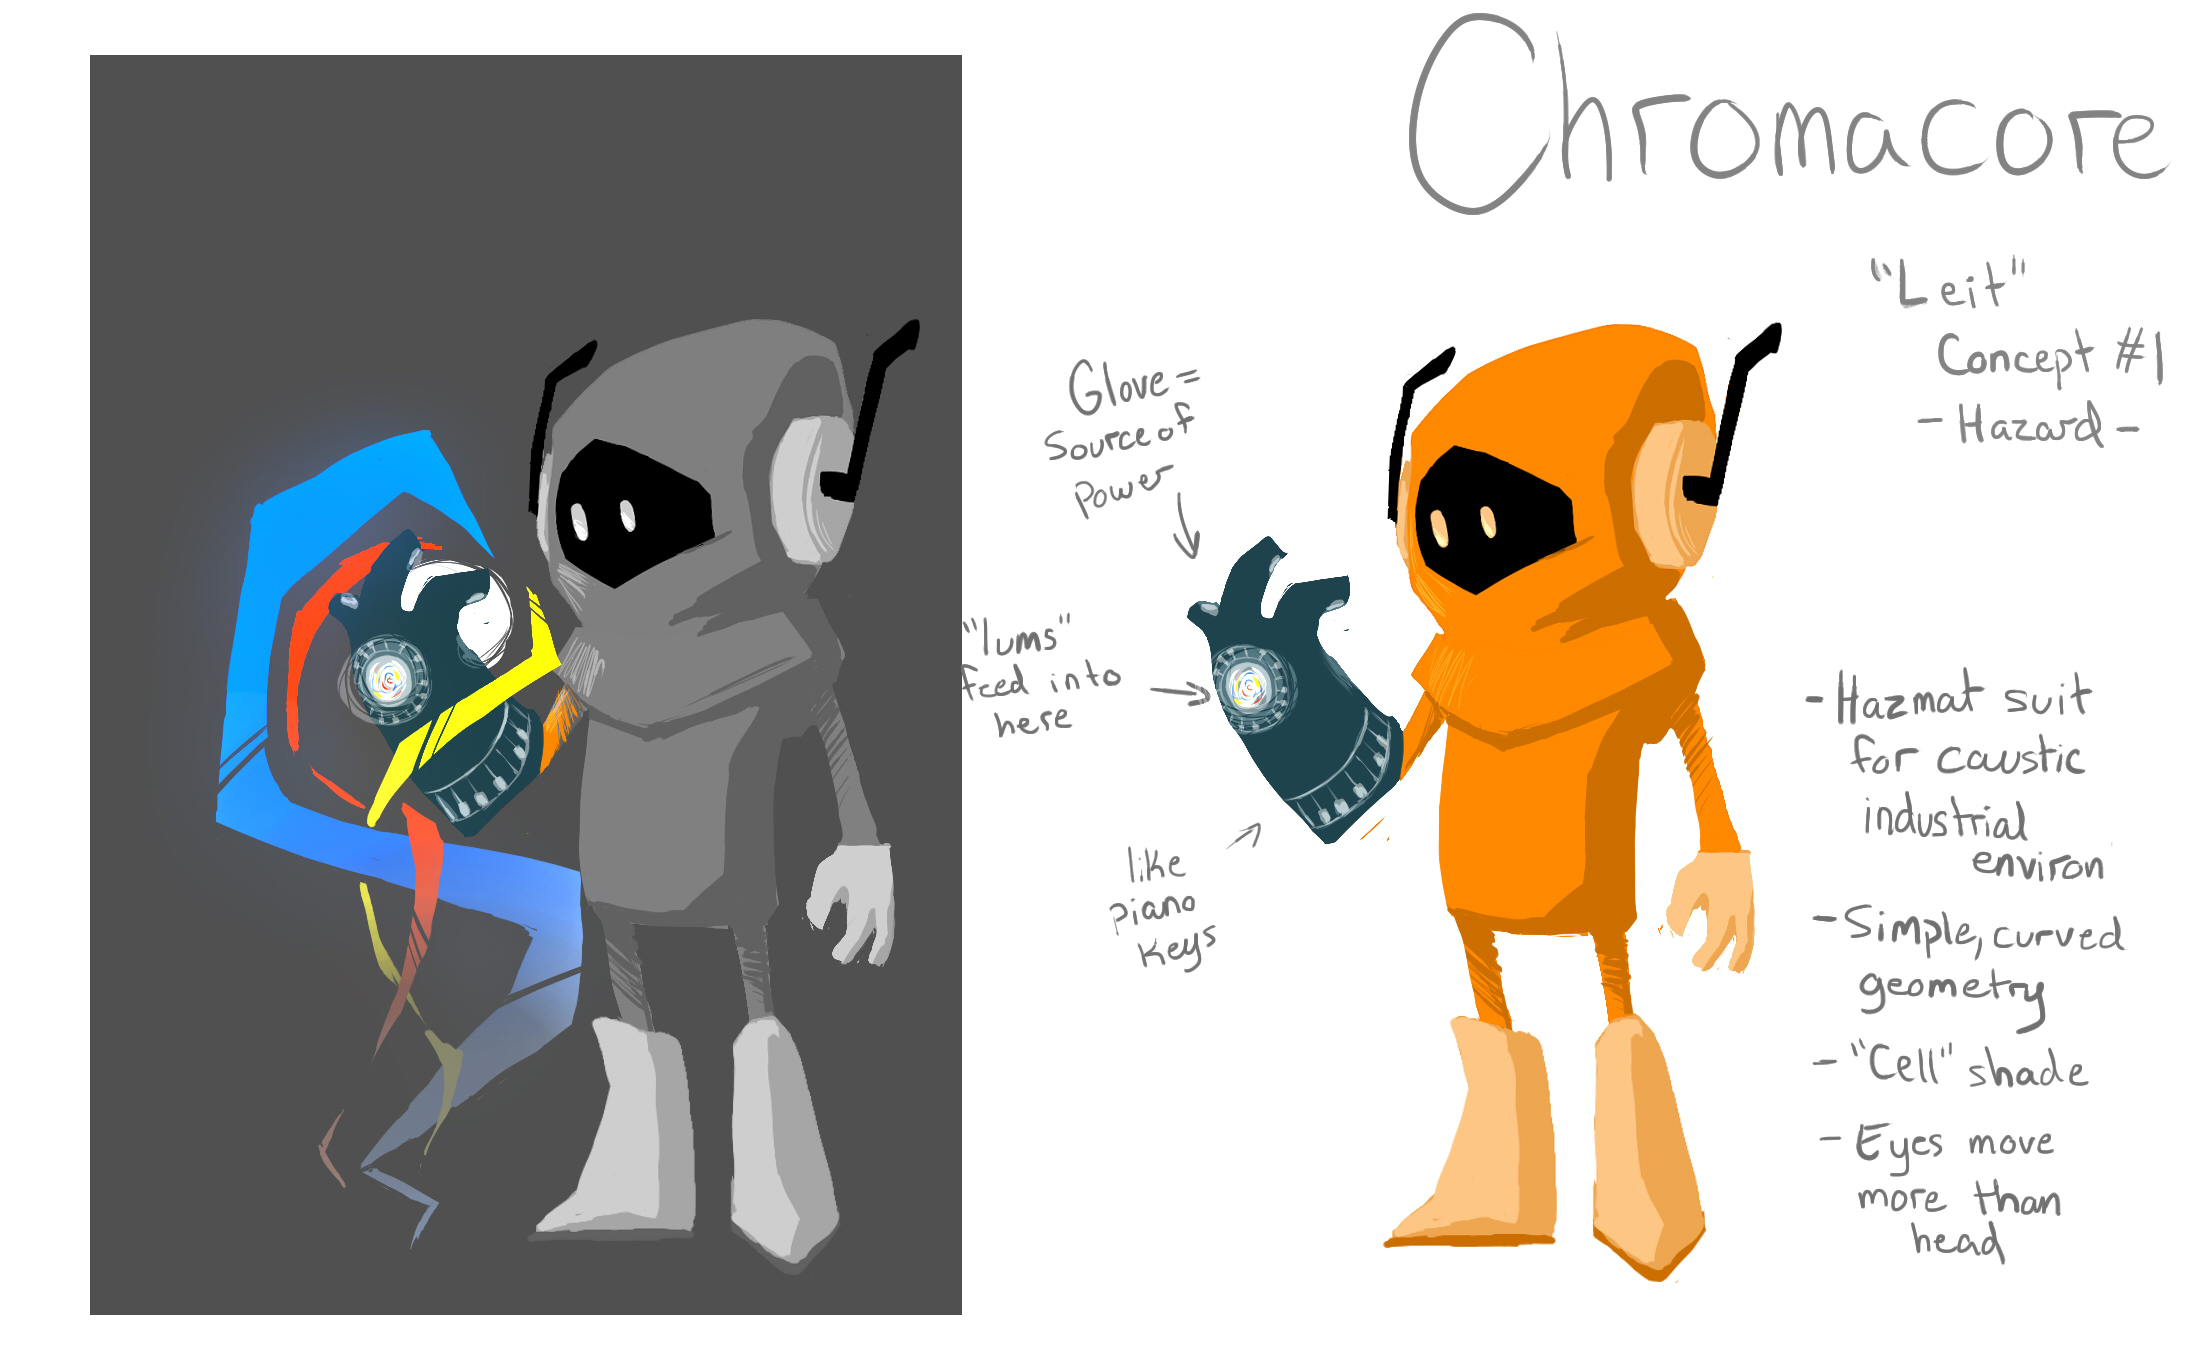 Chromacore
"Leit"
Concept #1
- Hazard -
Glove =
Source of
Power
"lums"
feed into
here
like
piano
Keys
- Hazmat suit
for caustic
industrial
environ
- Simple, curved
geometry
- "Cell" shade
- Eyes move
more than
head